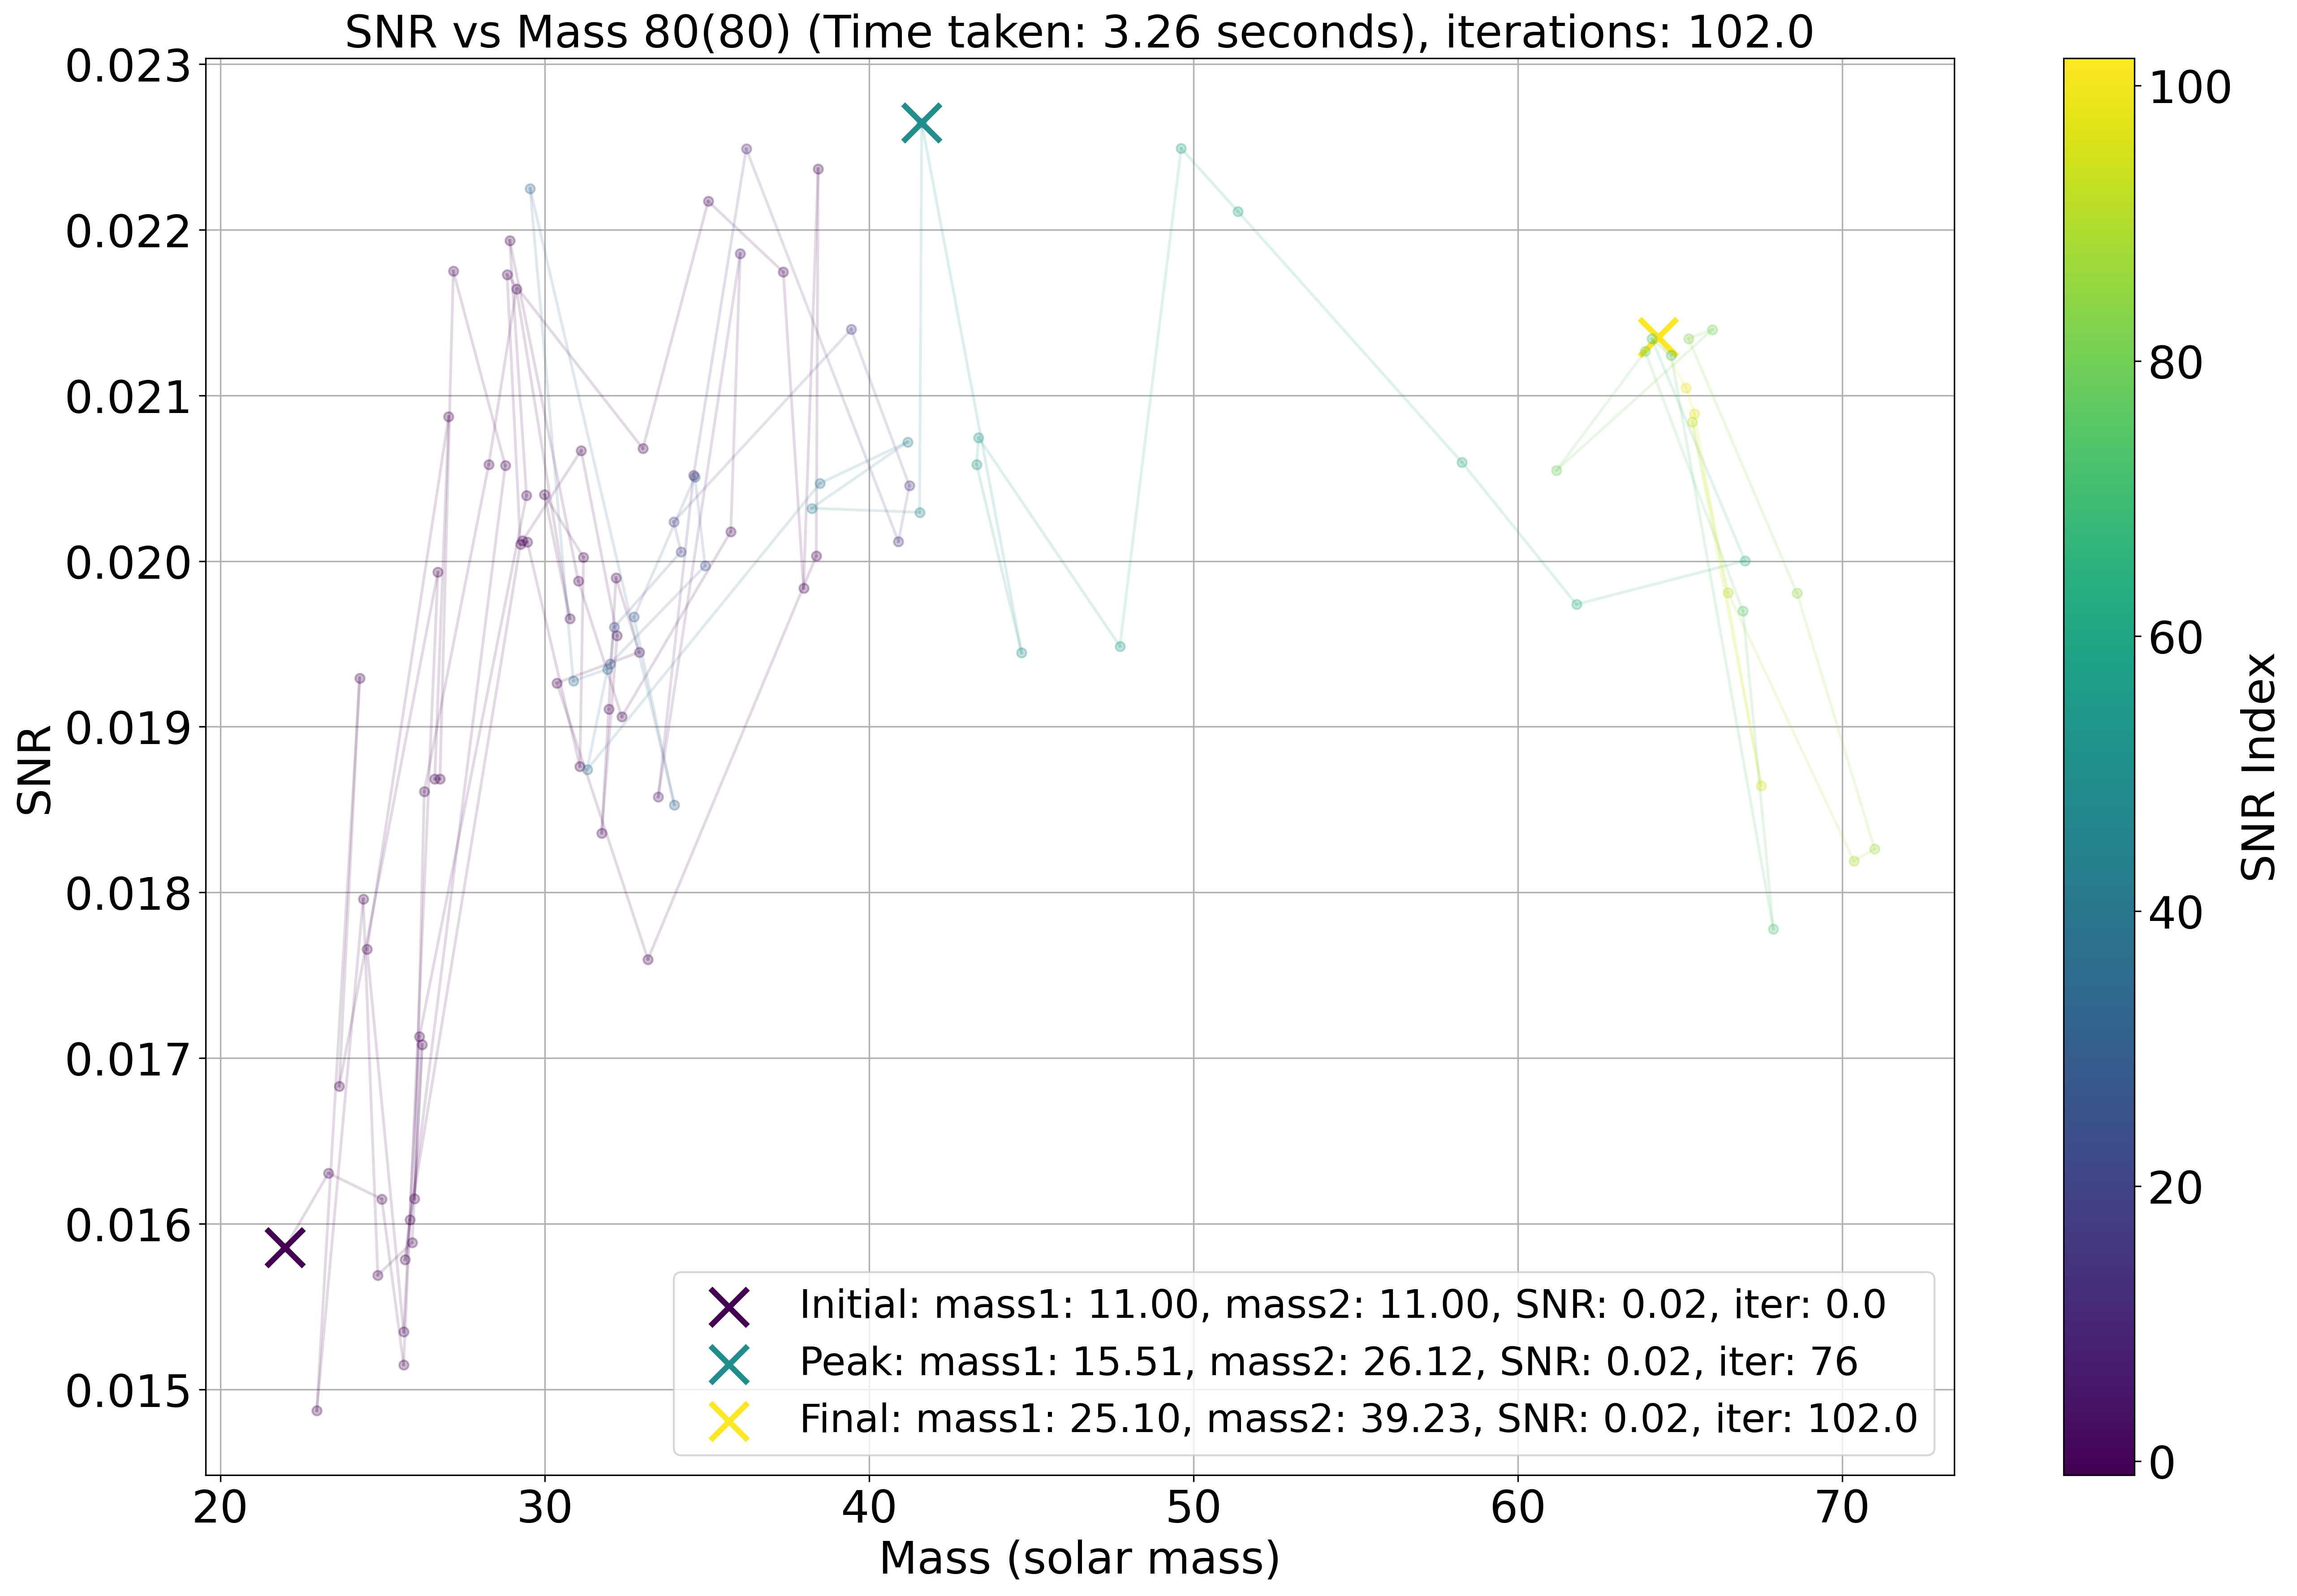 SNR vs Mass 80(80) (Time taken: 3.26 seconds), iterations: 102.0
0.023
0.022
0.021
0.020
0.019
0.018
0.017
0.016
0.015
SNR
20 30 40 50 60 70
Mass (solar mass)
Initial: mass1: 11.00, mass2: 11.00, SNR: 0.02, iter: 0.0
Peak: mass1: 15.51, mass2: 26.12, SNR: 0.02, iter: 76
Final: mass1: 25.10, mass2: 39.23, SNR: 0.02, iter: 102.0
100
80
60
40
20
0
SNR Index